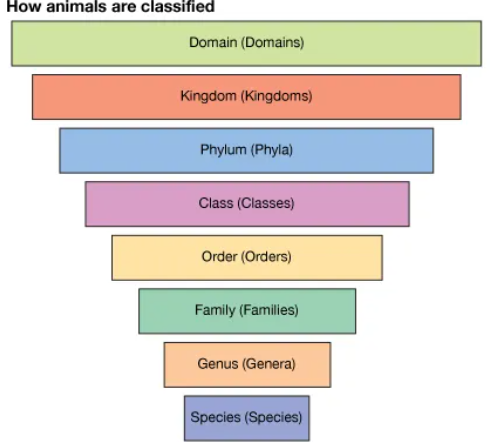 How animals are classified
Domain (Domains)
Kingdom (Kingdoms)
Phylum (Phyla)
Class (Classes)
Order (Orders)
Family (Families)
Genus (Genera)
Species (Species)